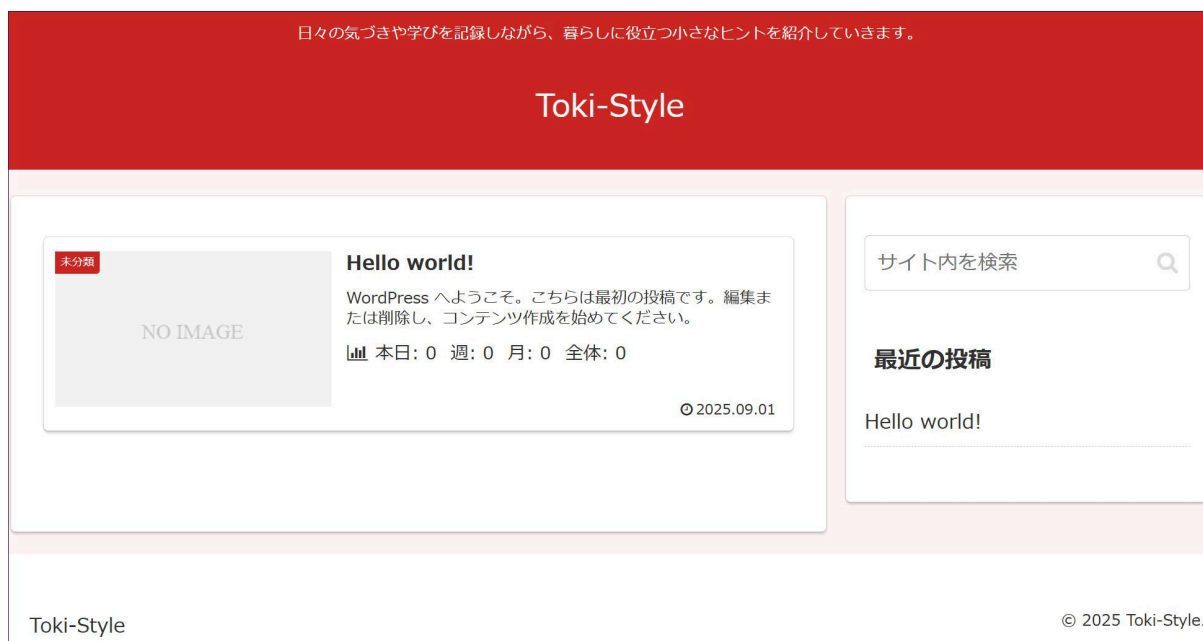 日々の気づきや学びを記録しながら、暮らしに役立つ小さなヒントを紹介していきます。
Toki-Style
未分類
NO IMAGE
Hello world!
WordPress へようこそ。こちらは最初の投稿です。編集ま
たは削除し、コンテンツ作成を始めてください。
本日: 0 週: 0 月: 0 全体: 0
2025.09.01
サイト内を検索
最近の投稿
Hello world!
Toki-Style
© 2025 Toki-Style.